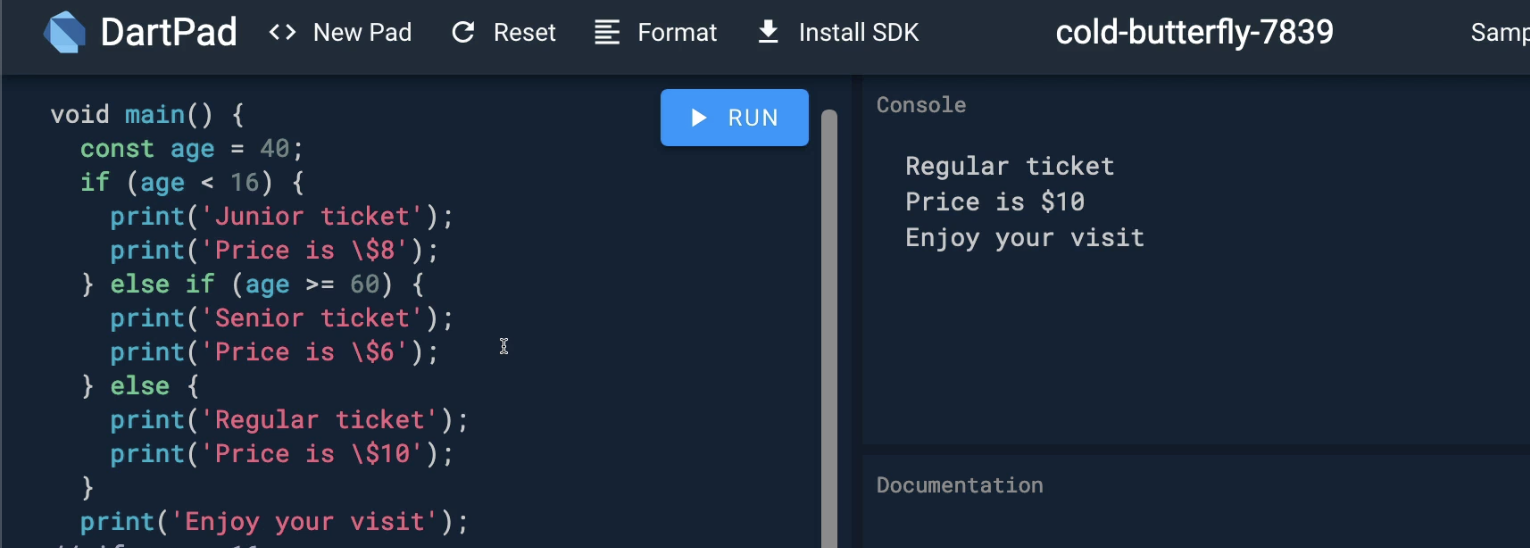 DartPad <> New Pad Reset Format Install SDK cold-butterfly-7839
RUN
void main() {
  const age = 40;
  if (age < 16) {
    print('Junior ticket');
    print('Price is \$8');
  } else if (age >= 60) {
    print('Senior ticket');
    print('Price is \$6');
  } else {
    print('Regular ticket');
    print('Price is \$10');
  }
  print('Enjoy your visit');
Console
Regular ticket
Price is $10
Enjoy your visit
Documentation